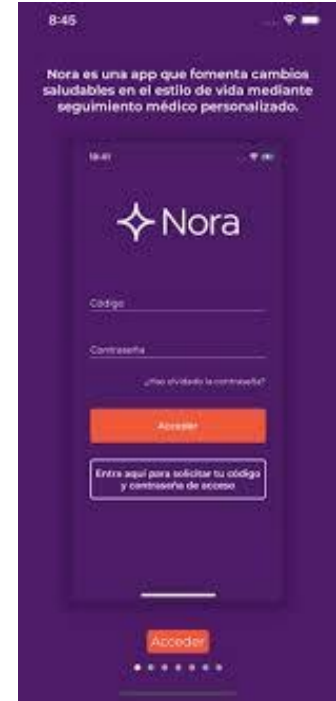 8:45
Nora es una app que fomenta cambios
saludables en el estilo de vida mediante
seguimiento médico personalizado.
Nora
Código
Contraseña
¿Has olvidado la contraseña?
Acceder
Entra aquí para solicitar tu código
y contraseña de acceso
Acceder